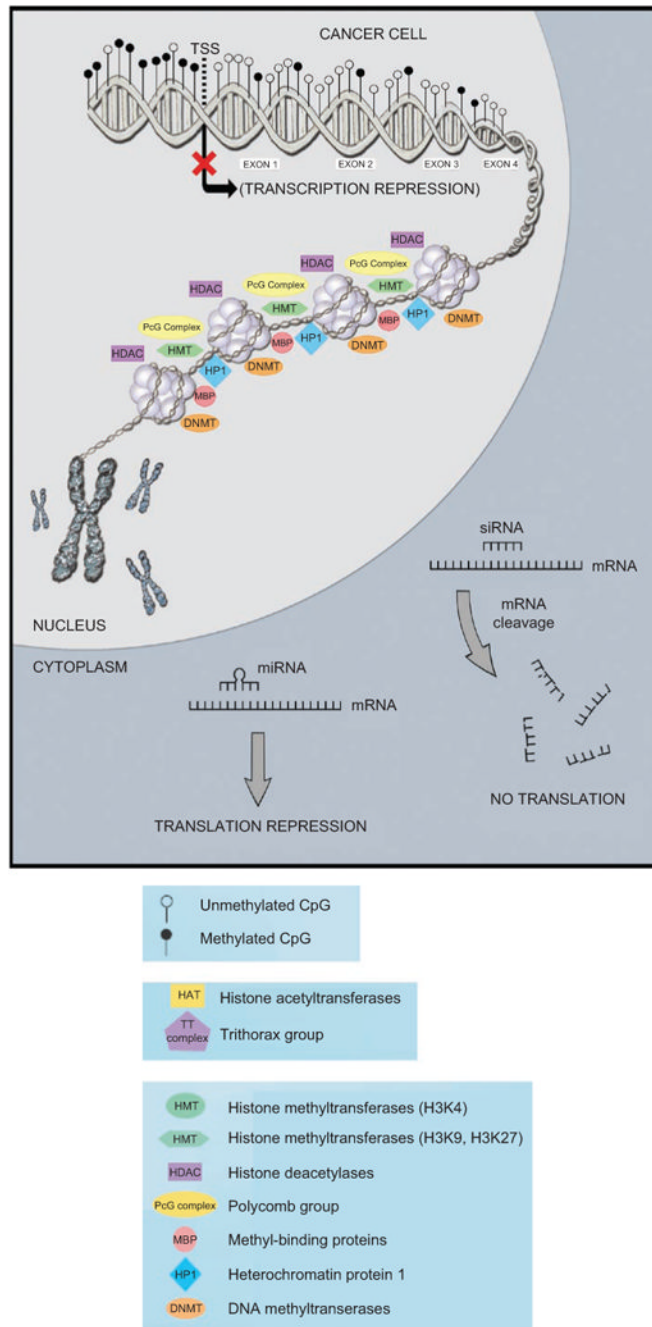 CANCER CELL
TSS
EXON 1
EXON 2
EXON 3
EXON 4
(TRANSCRIPTION REPRESSION)
HDAC
PcG Complex
HMT
HDAC
PcG Complex
HMT
HP1
DNMT
HDAC
MBP
HP1
DNMT
PcG Complex
HMT
MBP
HP1
DNMT
HDAC
MBP
DNMT
siRNA
mRNA
mRNA
cleavage
NUCLEUS
CYTOPLASM
miRNA
mRNA
NO TRANSLATION
TRANSLATION REPRESSION
Unmethylated CpG
Methylated CpG
HAT Histone acetyltransferases
TT
complex Trithorax group
HMT Histone methyltransferases (H3K4)
HMT Histone methyltransferases (H3K9, H3K27)
HDAC Histone deacetylases
PcG complex Polycomb group
MBP Methyl-binding proteins
HP1 Heterochromatin protein 1
DNMT DNA methyltranserases